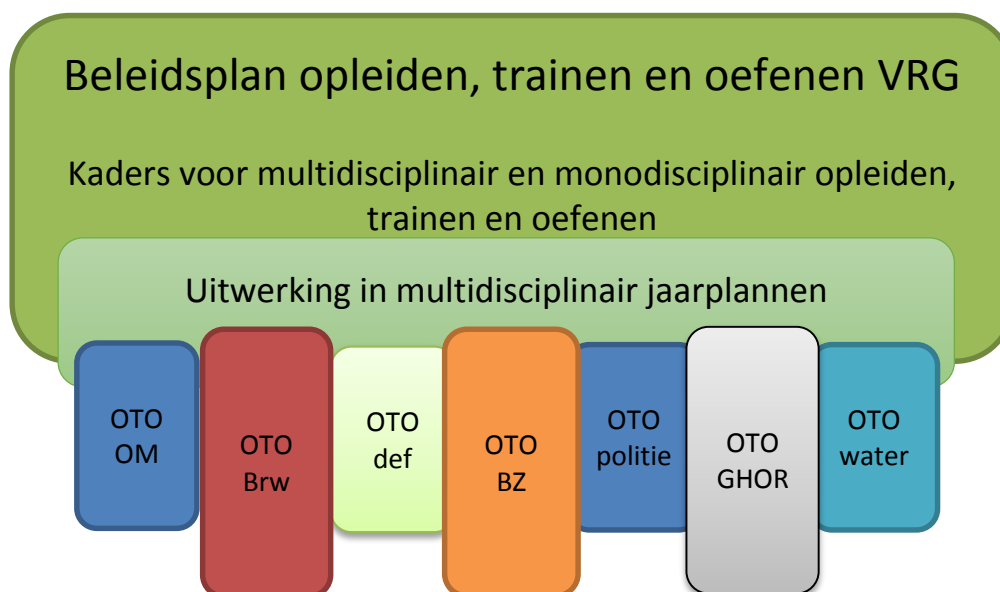 Beleidsplan opleiden, trainen en oefenen VRG
Kaders voor multidisciplinair en monodisciplinair opleiden,
trainen en oefenen
Uitwerking in multidisciplinair jaarplannen
OTO
OM
OTO
Brw
OTO
def
OTO
BZ
OTO
politie
OTO
GHOR
OTO
water